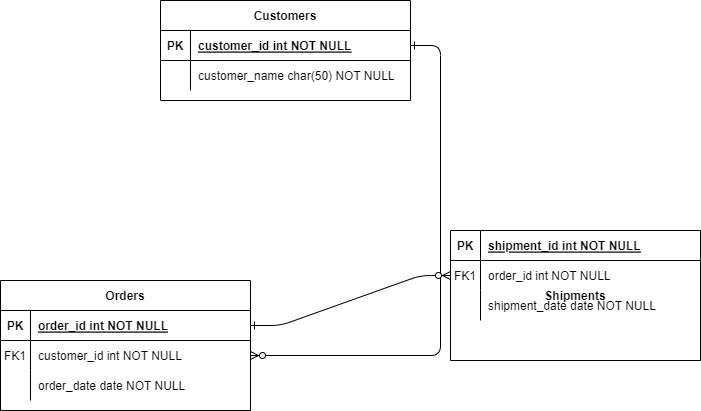 Customers
PK customer_id int NOT NULL
customer_name char(50) NOT NULL
PK shipment_id int NOT NULL
FK1 order_id int NOT NULL
Shipments
shipment_date date NOT NULL
Orders
PK order_id int NOT NULL
FK1 customer_id int NOT NULL
order_date date NOT NULL